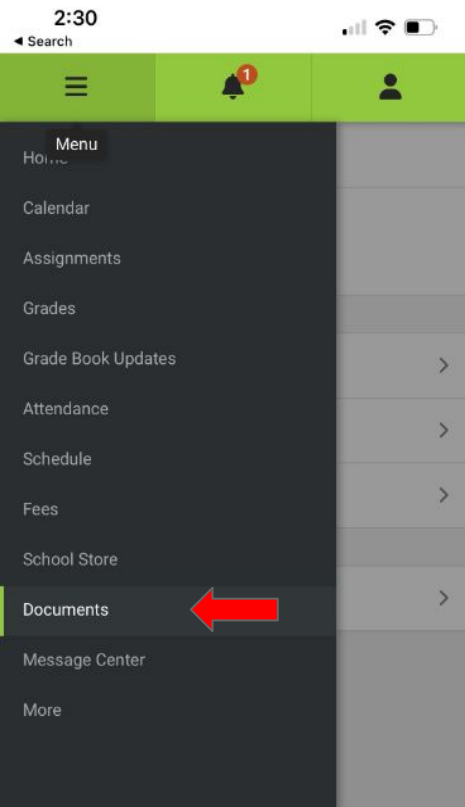 2:30
◀ Search
1
Menu
Home
Calendar
Assignments
Grades
Grade Book Updates
Attendance
Schedule
Fees
School Store
Documents
Message Center
More